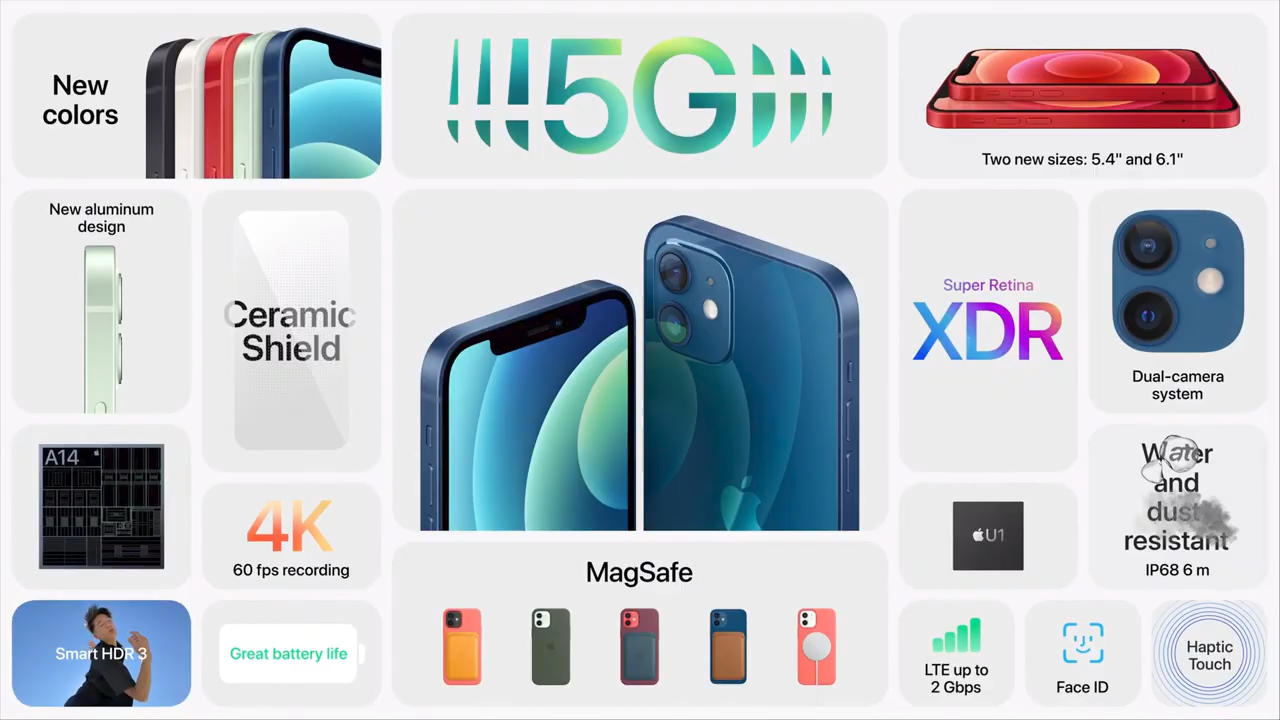 New
colors
5G
Two new sizes: 5.4" and 6.1"
New aluminum
design
Ceramic
Shield
Super Retina
XDR
Dual-camera
system
A14
4K
60 fps recording
MagSafe
U1
Water
and
dust
resistant
IP68 6 m
Smart HDR 3
Great battery life
LTE up to
2 Gbps
Face ID
Haptic
Touch